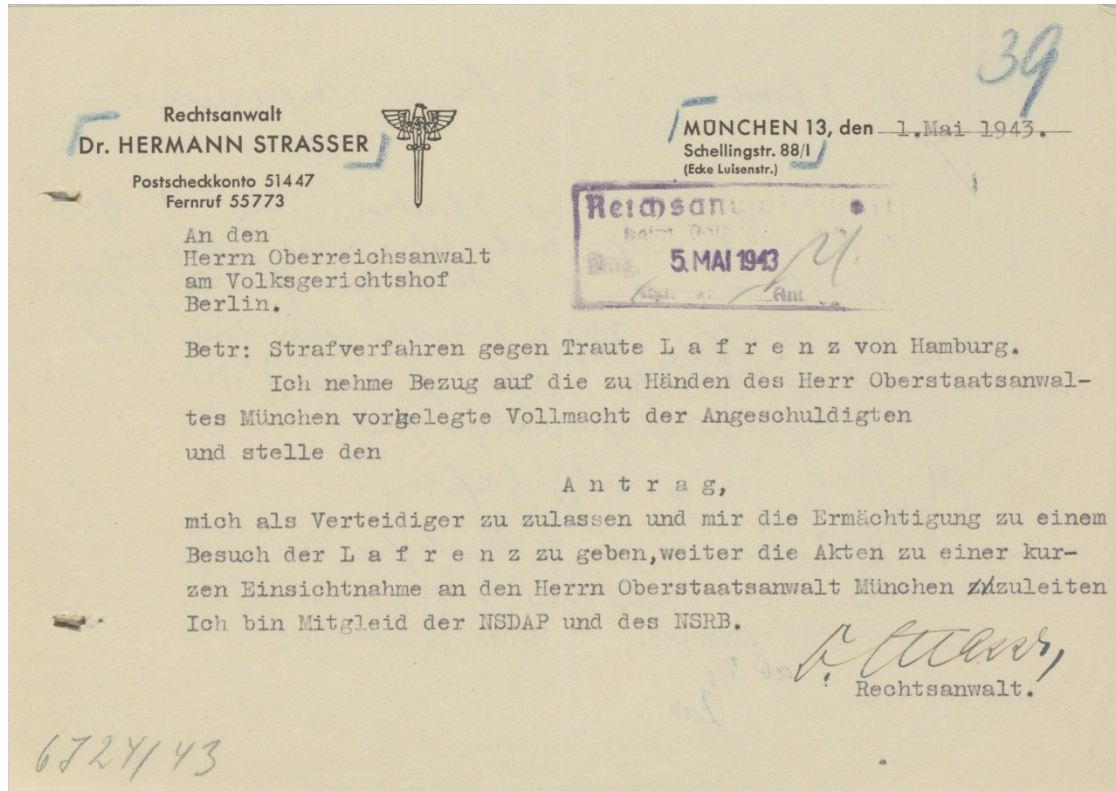 39
Rechtsanwalt
Dr. HERMANN STRASSER
Postscheckkonto 51447
Fernruf 55773
MÜNCHEN 13, den 1.Mai 1943.
Schellingstr. 88/I
(Ecke Luisenstr.)
5. MAI 1943
An den
Herrn Oberreichsanwalt
am Volksgerichtshof
Berlin.
Betr: Strafverfahren gegen Traute L a f r e n z von Hamburg.
Ich nehme Bezug auf die zu Händen des Herr Oberstaatsanwal-
tes München vorgelegte Vollmacht der Angeschuldigten
und stelle den
A n t r a g,
mich als Verteidiger zu zulassen und mir die Ermächtigung zu einem
Besuch der L a f r e n z zu geben,weiter die Akten zu einer kur-
zen Einsichtnahme an den Herrn Oberstaatsanwalt München zuzuleiten
Ich bin Mitgleid der NSDAP und des NSRB.
Rechtsanwalt.